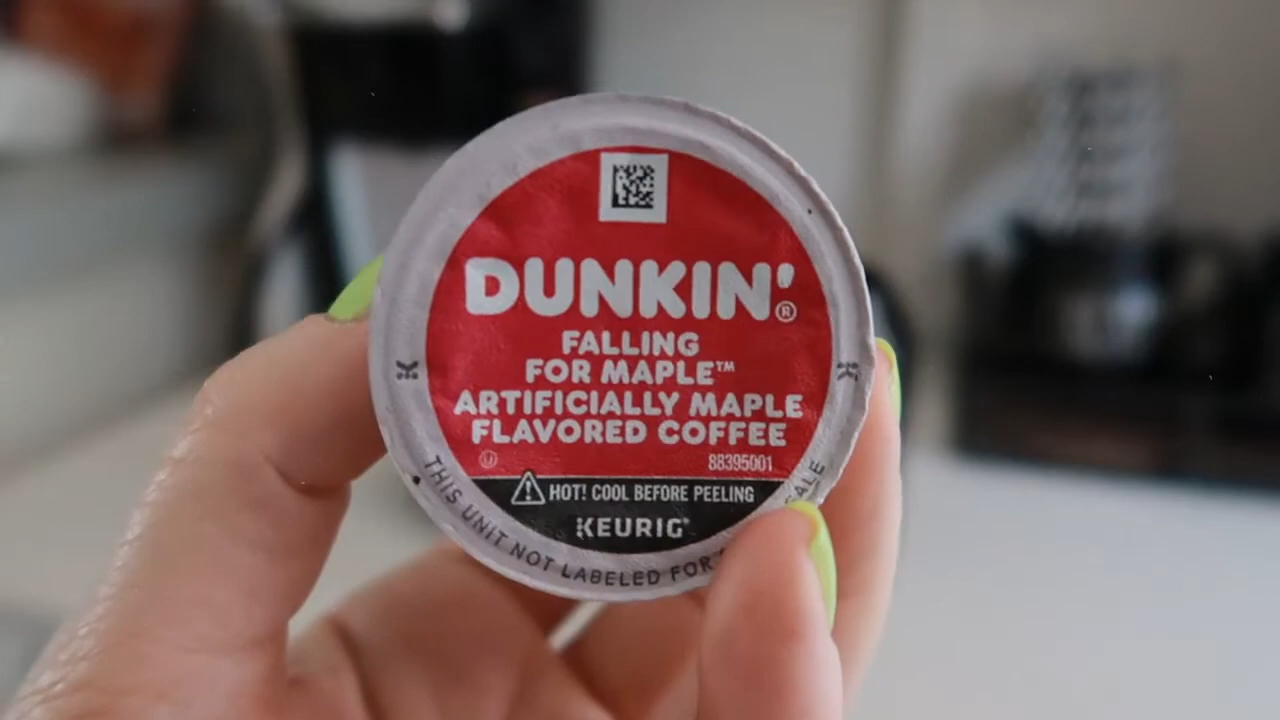 DUNKIN'®
FALLING
FOR MAPLE™
ARTIFICIALLY MAPLE
FLAVORED COFFEE
U
88395001
HOT! COOL BEFORE PEELING
KEURIG®
THIS UNIT NOT LABELED FOR ALE